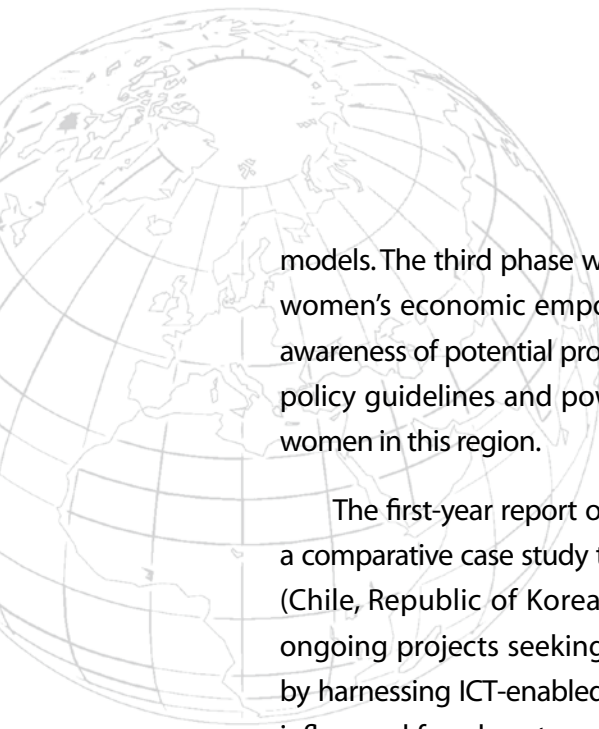 models. The third phase w
women's economic empo
awareness of potential pro
policy guidelines and pow
women in this region.
The first-year report o
a comparative case study t
(Chile, Republic of Korea
ongoing projects seeking
by harnessing ICT-enabled